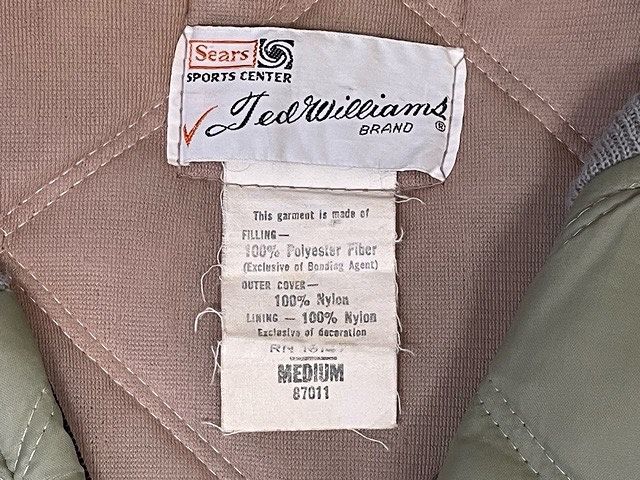 Sears
SPORTS CENTER
Ted Williams
BRAND ®
This garment is made of
FILLING—
100% Polyester Fiber
(Exclusive of Bonding Agent)
OUTER COVER—
100% Nylon
LINING — 100% Nylon
Exclusive of decoration
RN
MEDIUM
87011